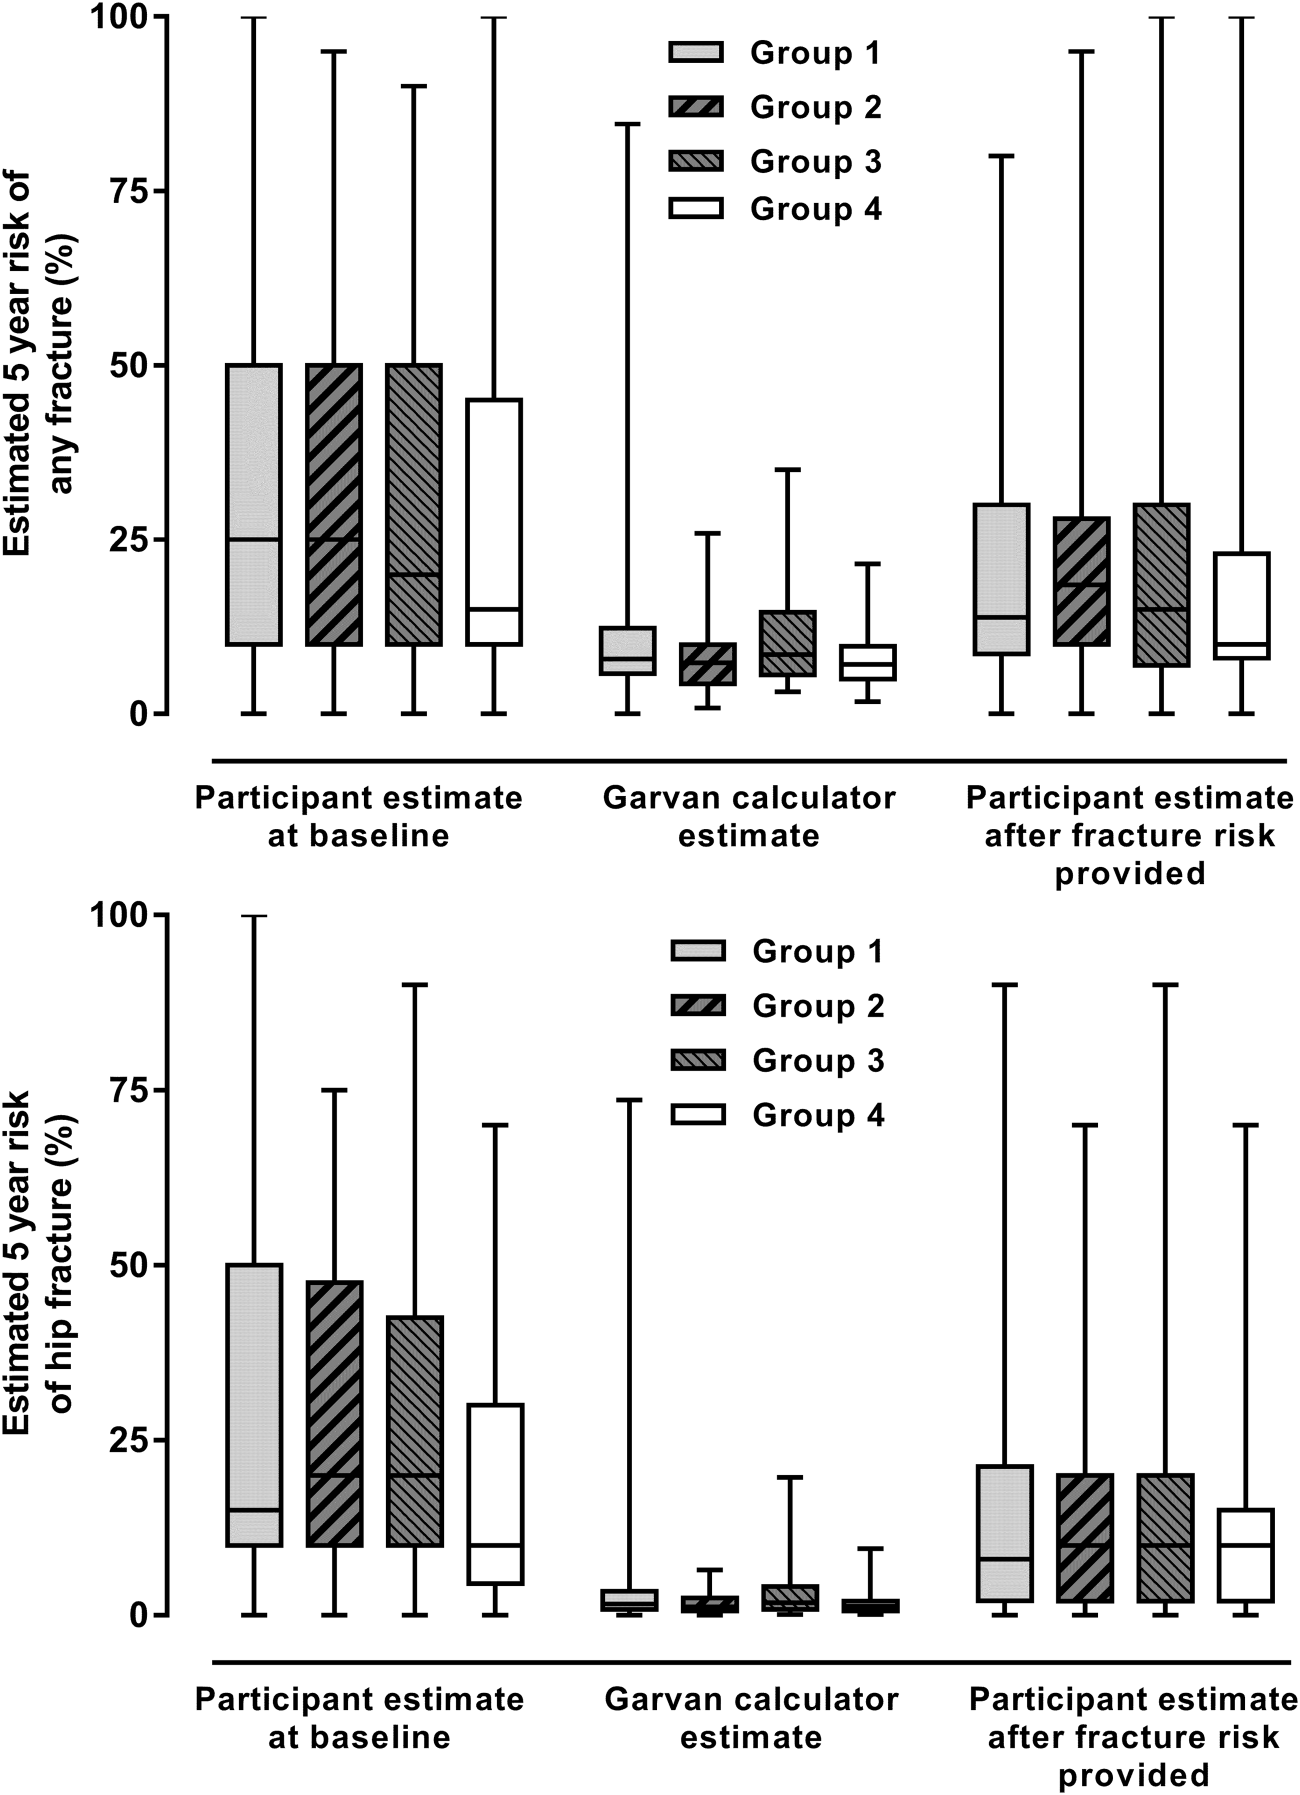 Estimated 5 year risk of
any fracture (%)
100
75
50
25
0
Group 1
Group 2
Group 3
Group 4
Participant estimate
at baseline
Garvan calculator
estimate
Participant estimate
after fracture risk
provided
Estimated 5 year risk
of hip fracture (%)
100
75
50
25
0
Group 1
Group 2
Group 3
Group 4
Participant estimate
at baseline
Garvan calculator
estimate
Participant estimate
after fracture risk
provided